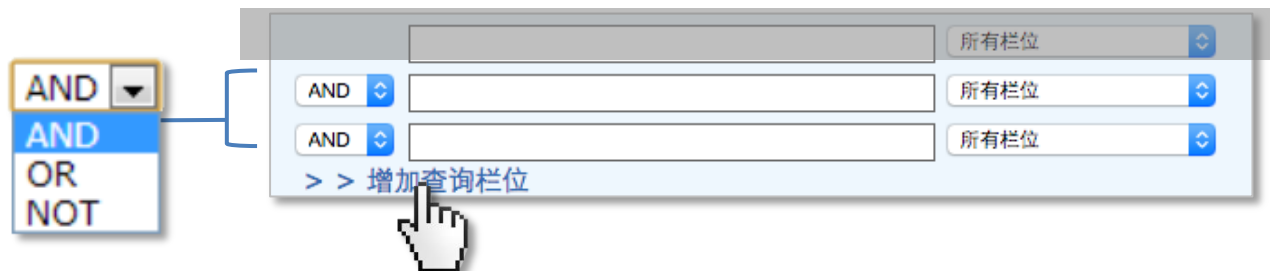 AND
AND
OR
NOT
所有栏位
AND 所有栏位
AND 所有栏位
> > 增加查询栏位